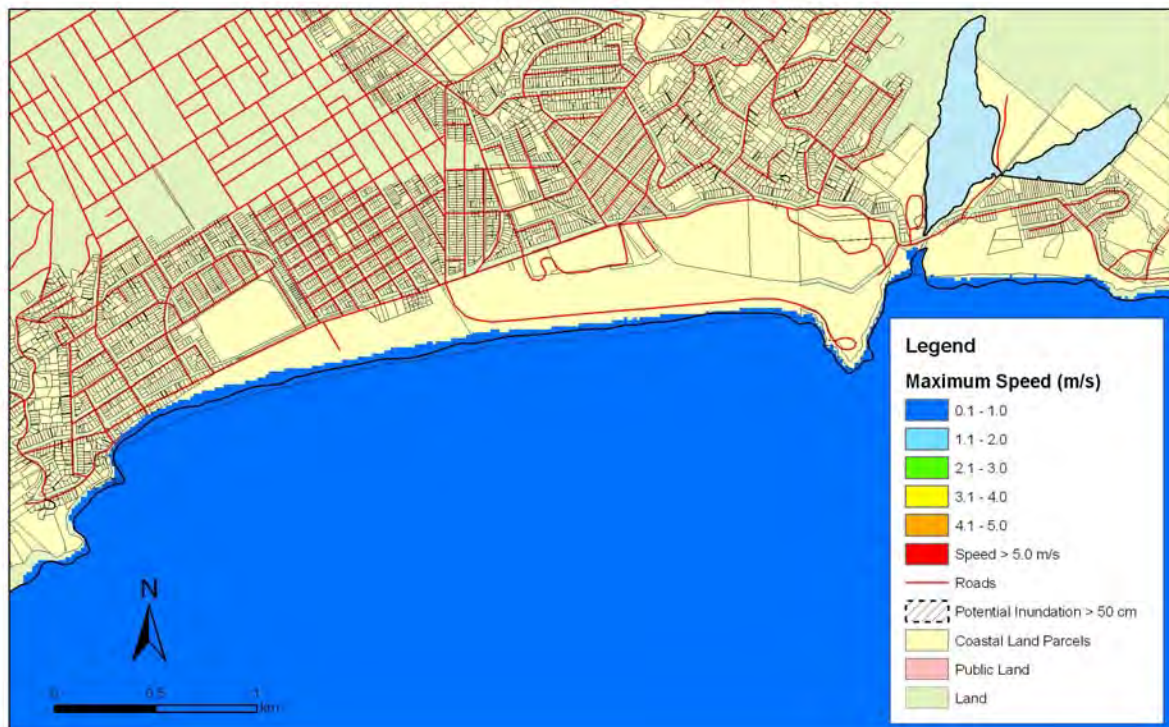 Legend
Maximum Speed (m/s)
0.1 - 1.0
1.1 - 2.0
2.1 - 3.0
3.1 - 4.0
4.1 - 5.0
Speed > 5.0 m/s
Roads
Potential Inundation > 50 cm
Coastal Land Parcels
Public Land
Land
N
0 0.5 1
km